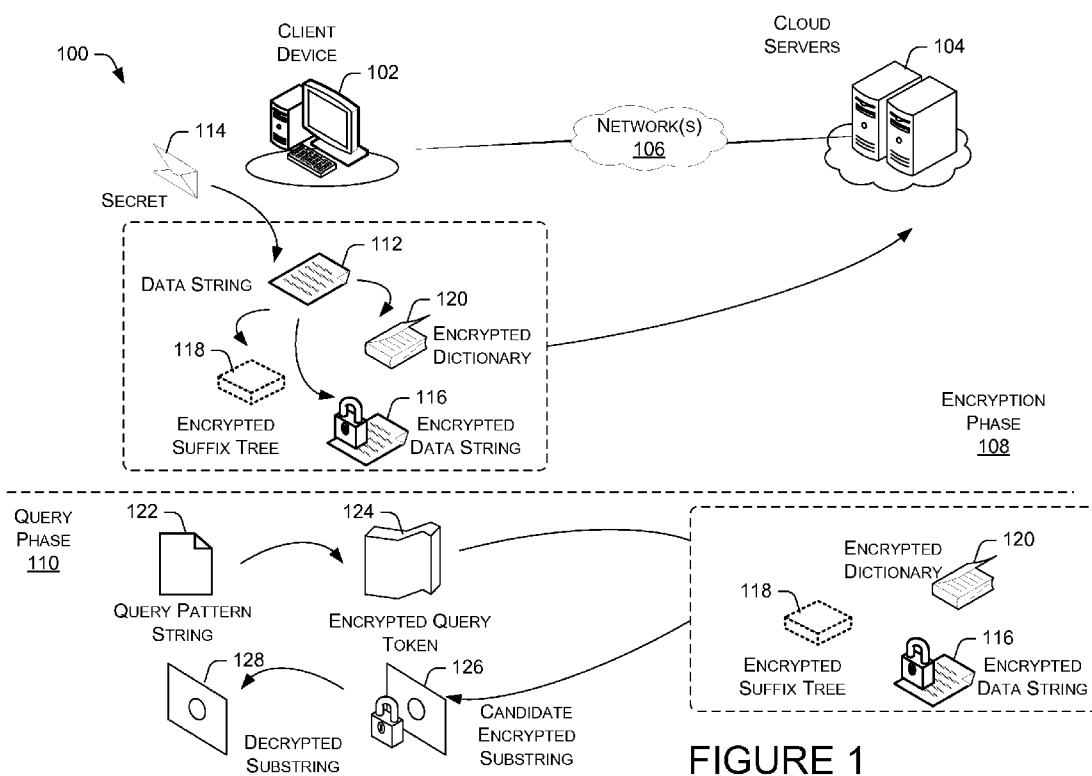 CLIENT
DEVICE
102
100
CLOUD
SERVERS
104
NETWORK(S)
106
114
SECRET
112
DATA STRING
120
ENCRYPTED
DICTIONARY
118
ENCRYPTED
SUFFIX TREE
116
ENCRYPTED
DATA STRING
ENCRYPTION
PHASE
108
QUERY
PHASE
110
122
QUERY PATTERN
STRING
124
ENCRYPTED QUERY
TOKEN
128
DECRYPTED
SUBSTRING
126
CANDIDATE
ENCRYPTED
SUBSTRING
ENCRYPTED
DICTIONARY
120
118
ENCRYPTED
SUFFIX TREE
116
ENCRYPTED
DATA STRING
FIGURE 1